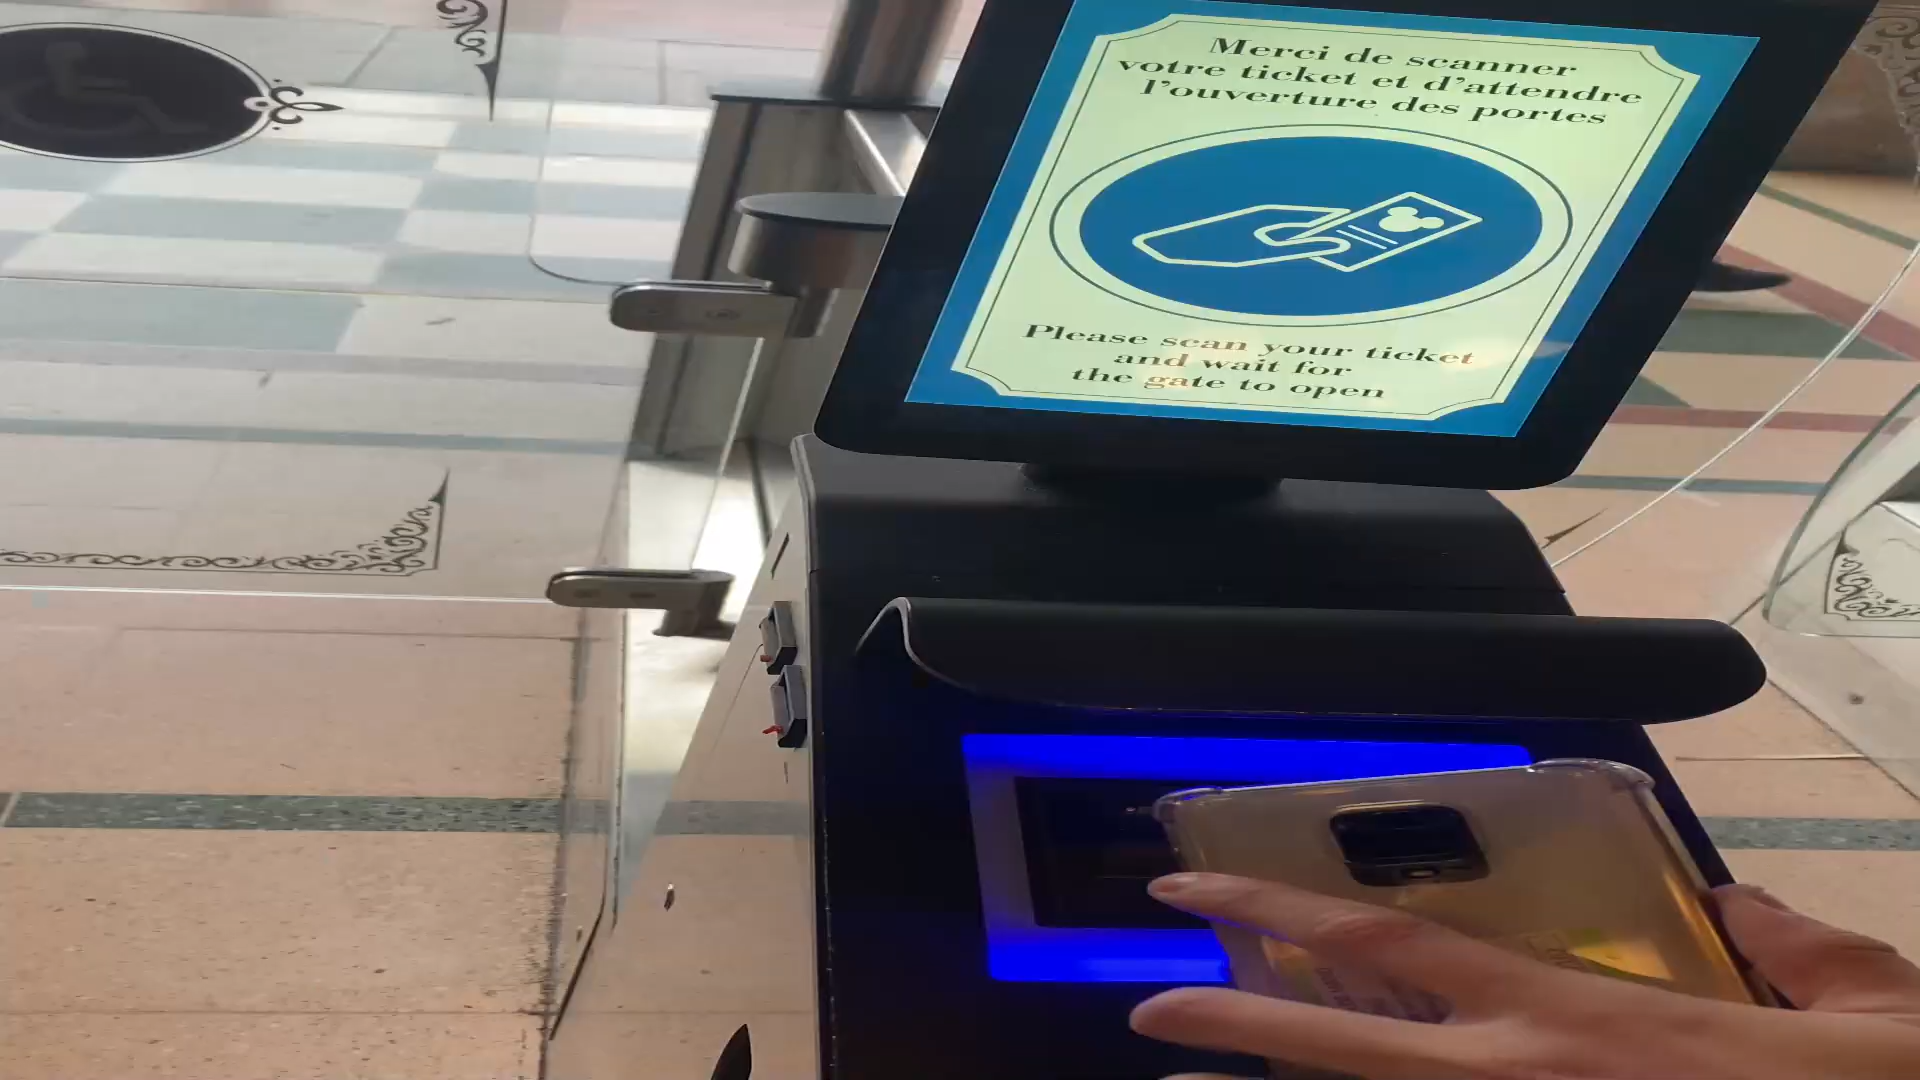 Merci de scanner
votre ticket et d'attendre
l'ouverture des portes
Please scan your ticket
and wait for
the gate to open